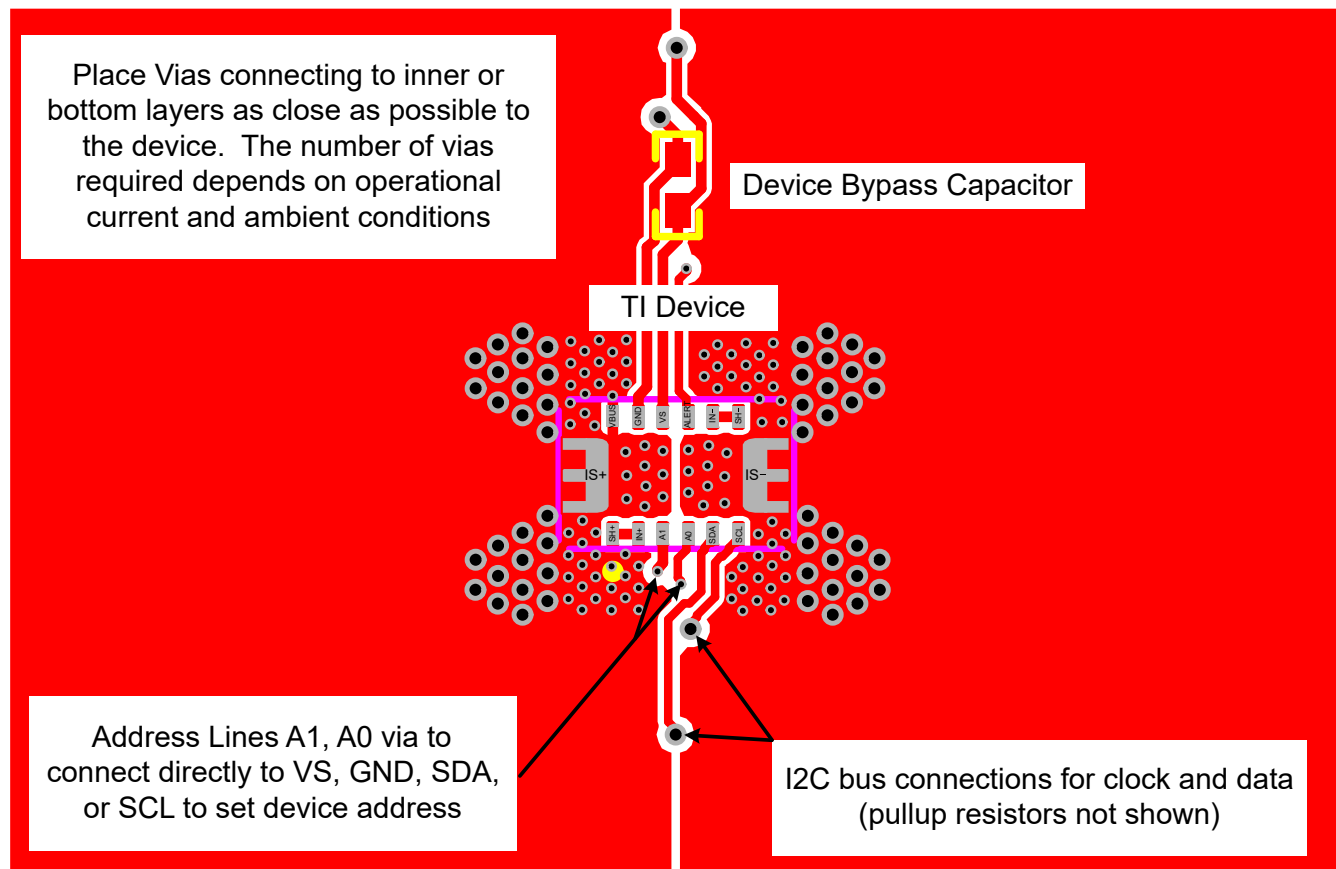 Place Vias connecting to inner or
bottom layers as close as possible to
the device. The number of vias
required depends on operational
current and ambient conditions
Device Bypass Capacitor
TI Device
VBUS
GND
VS
ALERT
IN−
SH−
IS+
IS−
SH+
IN+
A1
A0
SDA
SCL
Address Lines A1, A0 via to
connect directly to VS, GND, SDA,
or SCL to set device address
I2C bus connections for clock and data
(pullup resistors not shown)